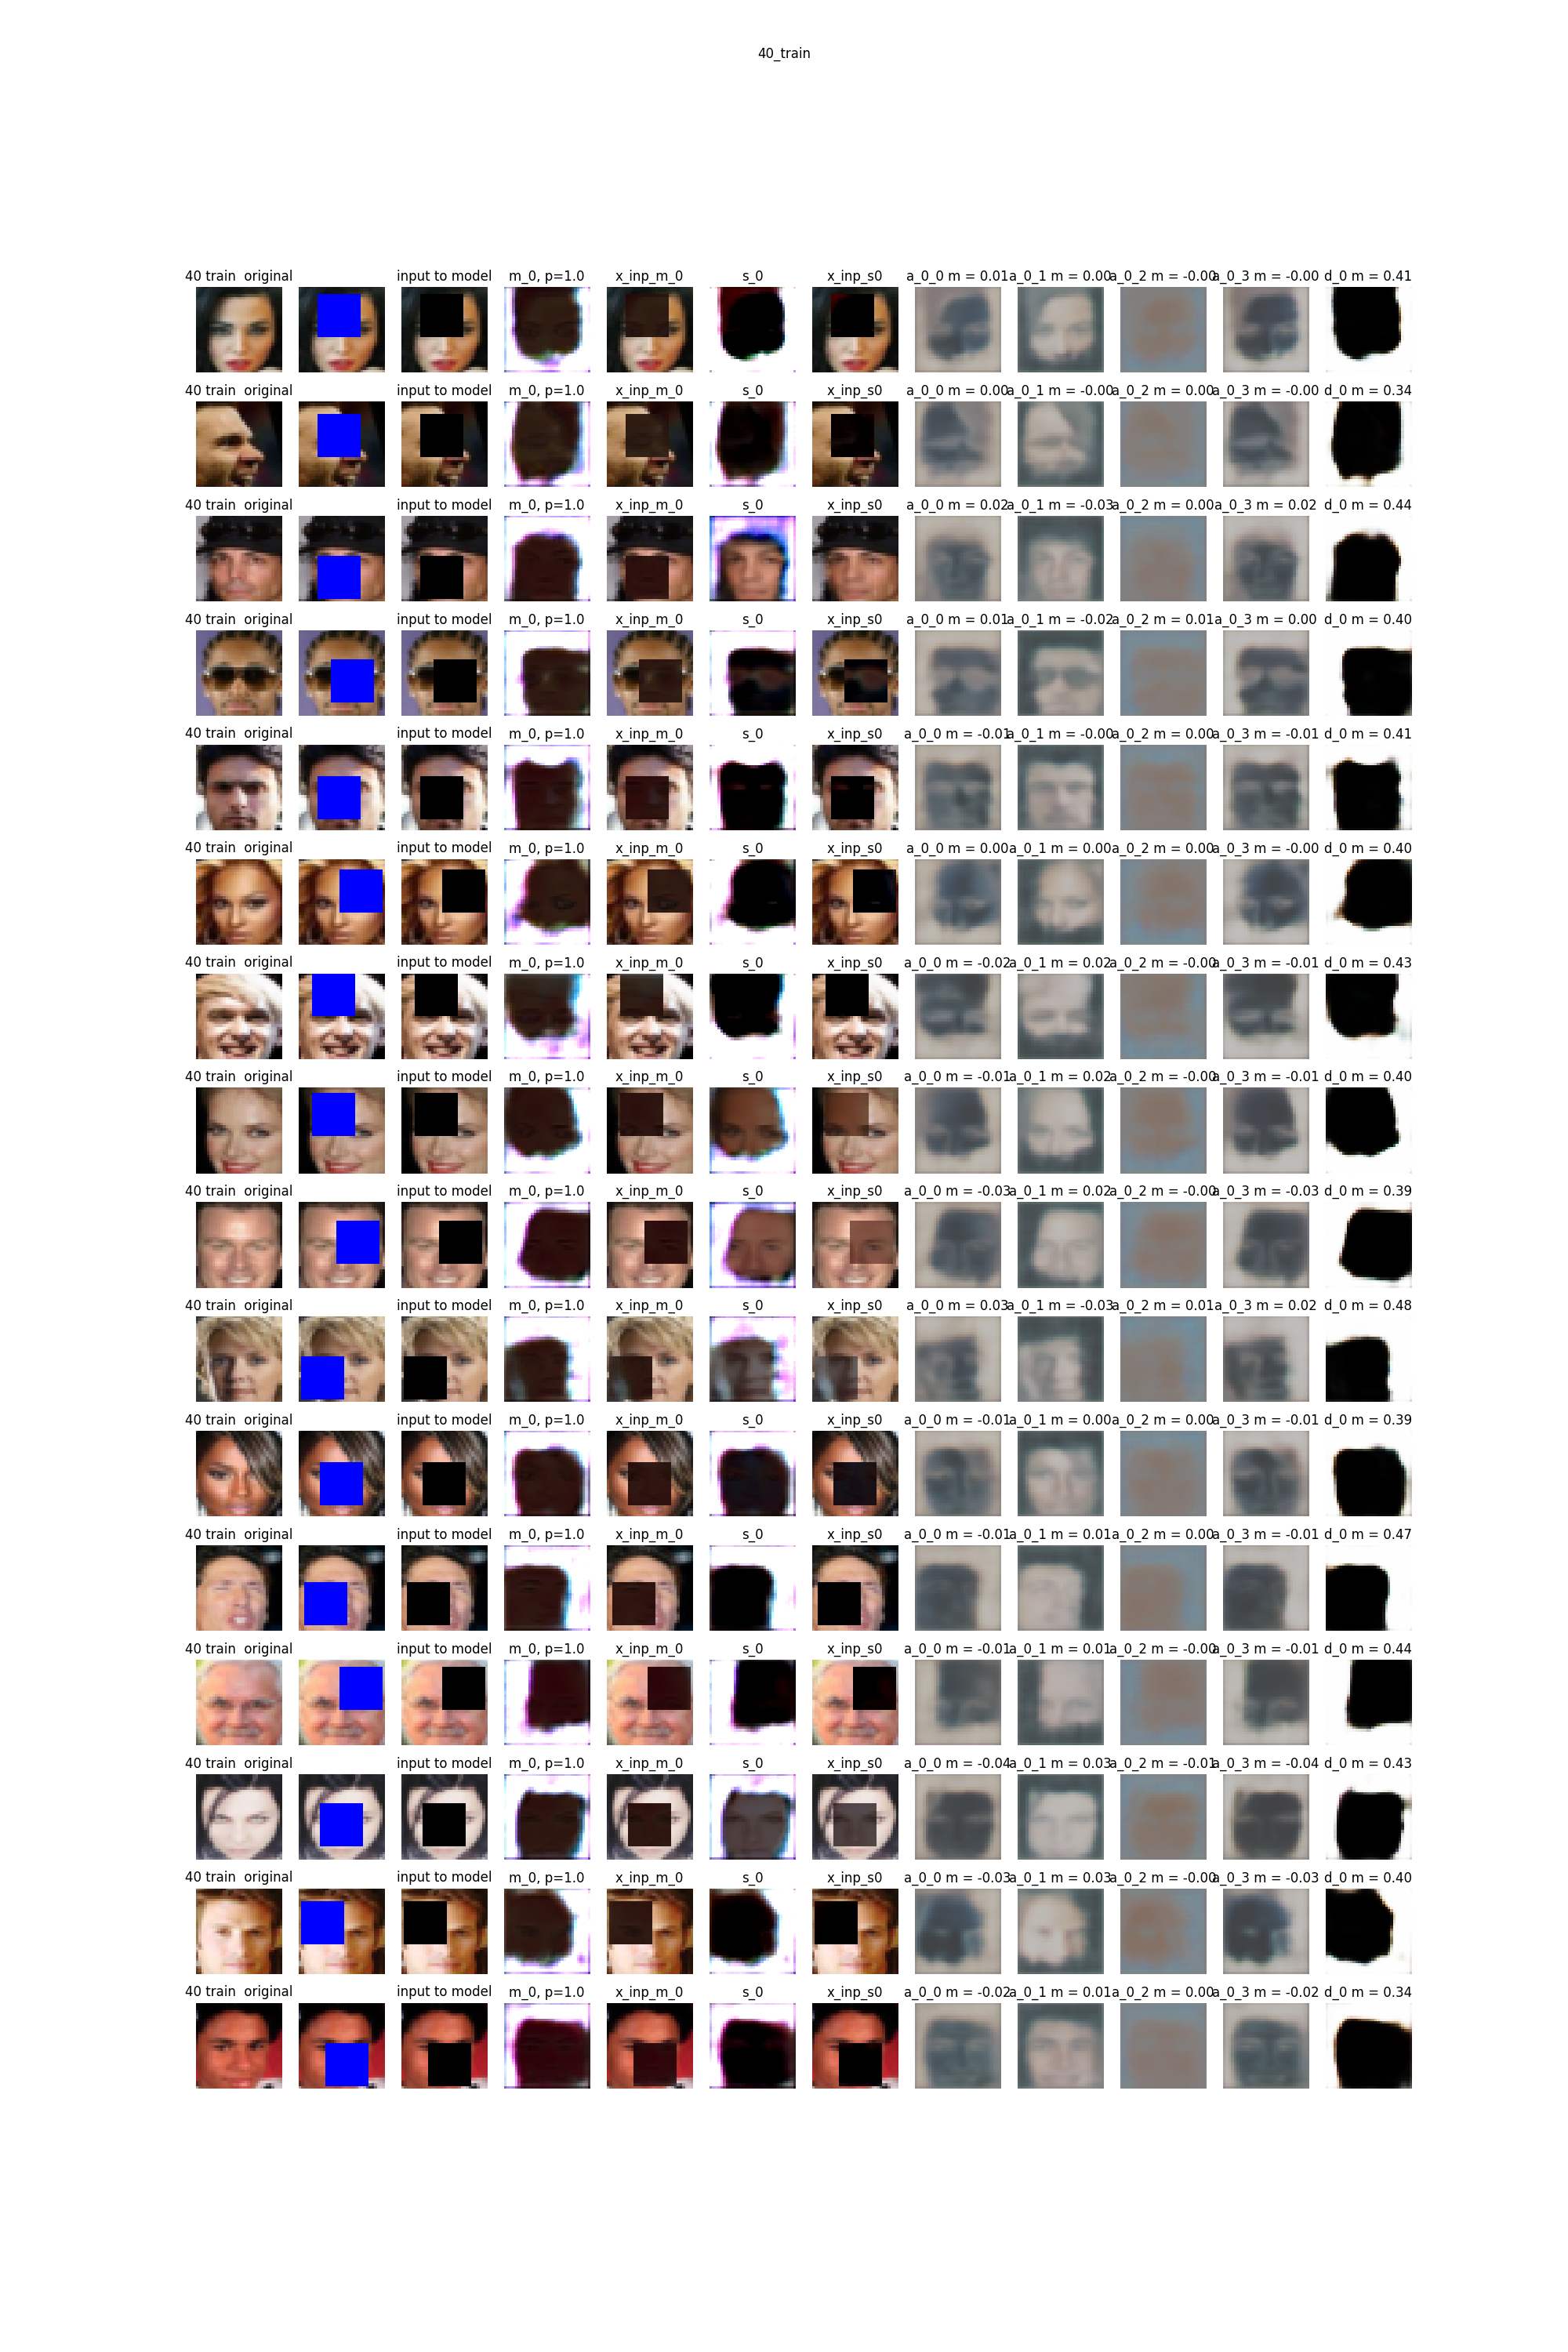 40_train
40 train  original input to model m_0, p=1.0 x_inp_m_0 s_0 x_inp_s0 a_0_0 m = 0.01 a_0_1 m = 0.00 a_0_2 m = -0.00 a_0_3 m = -0.00 d_0 m = 0.41
40 train  original input to model m_0, p=1.0 x_inp_m_0 s_0 x_inp_s0 a_0_0 m = 0.00 a_0_1 m = -0.00 a_0_2 m = 0.00 a_0_3 m = -0.00 d_0 m = 0.34
40 train  original input to model m_0, p=1.0 x_inp_m_0 s_0 x_inp_s0 a_0_0 m = 0.02 a_0_1 m = -0.03 a_0_2 m = 0.00 a_0_3 m = 0.02 d_0 m = 0.44
40 train  original input to model m_0, p=1.0 x_inp_m_0 s_0 x_inp_s0 a_0_0 m = 0.01 a_0_1 m = -0.02 a_0_2 m = 0.01 a_0_3 m = 0.00 d_0 m = 0.40
40 train  original input to model m_0, p=1.0 x_inp_m_0 s_0 x_inp_s0 a_0_0 m = -0.01 a_0_1 m = -0.00 a_0_2 m = 0.00 a_0_3 m = -0.01 d_0 m = 0.41
40 train  original input to model m_0, p=1.0 x_inp_m_0 s_0 x_inp_s0 a_0_0 m = 0.00 a_0_1 m = 0.00 a_0_2 m = 0.00 a_0_3 m = -0.00 d_0 m = 0.40
40 train  original input to model m_0, p=1.0 x_inp_m_0 s_0 x_inp_s0 a_0_0 m = -0.02 a_0_1 m = 0.02 a_0_2 m = -0.00 a_0_3 m = -0.01 d_0 m = 0.43
40 train  original input to model m_0, p=1.0 x_inp_m_0 s_0 x_inp_s0 a_0_0 m = -0.01 a_0_1 m = 0.02 a_0_2 m = -0.00 a_0_3 m = -0.01 d_0 m = 0.40
40 train  original input to model m_0, p=1.0 x_inp_m_0 s_0 x_inp_s0 a_0_0 m = -0.03 a_0_1 m = 0.02 a_0_2 m = -0.00 a_0_3 m = -0.03 d_0 m = 0.39
40 train  original input to model m_0, p=1.0 x_inp_m_0 s_0 x_inp_s0 a_0_0 m = 0.03 a_0_1 m = -0.03 a_0_2 m = 0.01 a_0_3 m = 0.02 d_0 m = 0.48
40 train  original input to model m_0, p=1.0 x_inp_m_0 s_0 x_inp_s0 a_0_0 m = -0.01 a_0_1 m = 0.00 a_0_2 m = 0.00 a_0_3 m = -0.01 d_0 m = 0.39
40 train  original input to model m_0, p=1.0 x_inp_m_0 s_0 x_inp_s0 a_0_0 m = -0.01 a_0_1 m = 0.01 a_0_2 m = 0.00 a_0_3 m = -0.01 d_0 m = 0.47
40 train  original input to model m_0, p=1.0 x_inp_m_0 s_0 x_inp_s0 a_0_0 m = -0.01 a_0_1 m = 0.01 a_0_2 m = -0.00 a_0_3 m = -0.01 d_0 m = 0.44
40 train  original input to model m_0, p=1.0 x_inp_m_0 s_0 x_inp_s0 a_0_0 m = -0.04 a_0_1 m = 0.03 a_0_2 m = -0.01 a_0_3 m = -0.04 d_0 m = 0.43
40 train  original input to model m_0, p=1.0 x_inp_m_0 s_0 x_inp_s0 a_0_0 m = -0.03 a_0_1 m = 0.03 a_0_2 m = -0.00 a_0_3 m = -0.03 d_0 m = 0.40
40 train  original input to model m_0, p=1.0 x_inp_m_0 s_0 x_inp_s0 a_0_0 m = -0.02 a_0_1 m = 0.01 a_0_2 m = 0.00 a_0_3 m = -0.02 d_0 m = 0.34